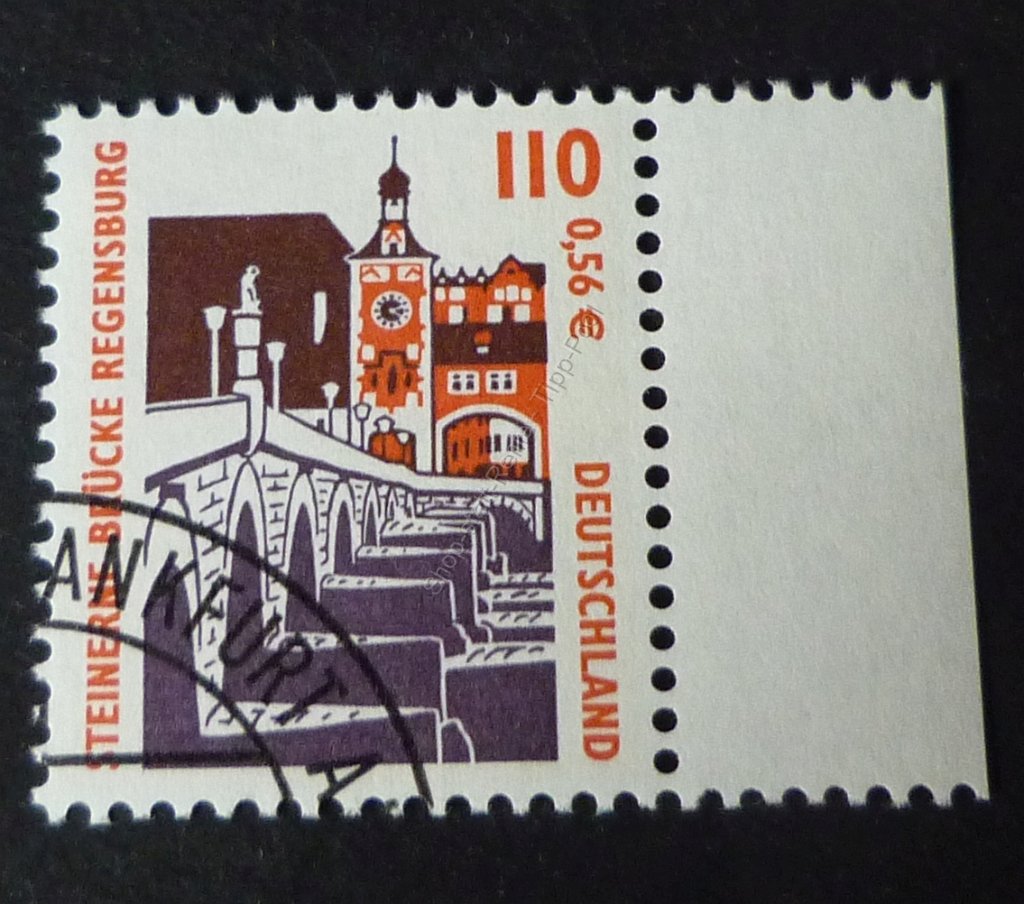 110
0,56 €
STEINERNE BRÜCKE REGENSBURG
DEUTSCHLAND
ANKFURT A